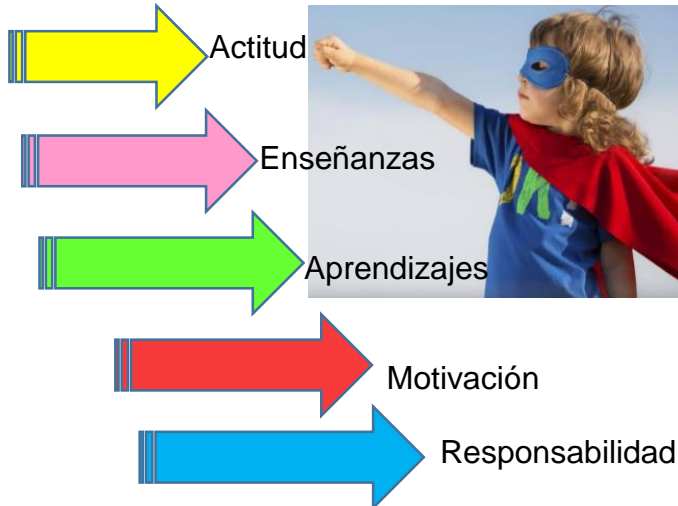 Actitud
Enseñanzas
Aprendizajes
Motivación
Responsabilidad